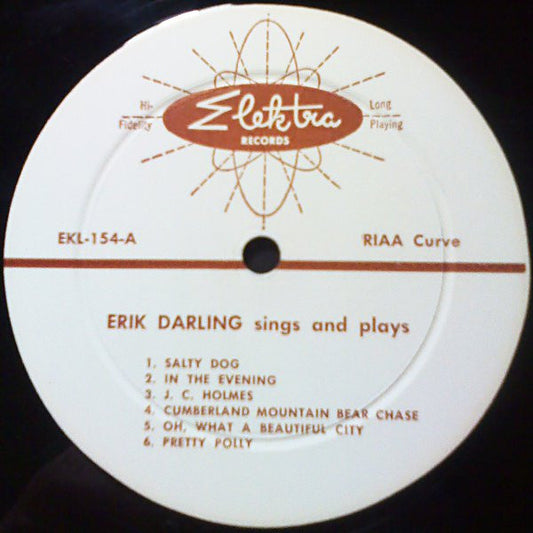 Hi-
Fidelity
Elektra
RECORDS
Long
Playing
EKL-154-A
RIAA Curve
ERIK DARLING sings and plays
1. SALTY DOG
2. IN THE EVENING
3. J. C. HOLMES
4. CUMBERLAND MOUNTAIN BEAR CHASE
5. OH, WHAT A BEAUTIFUL CITY
6. PRETTY POLLY